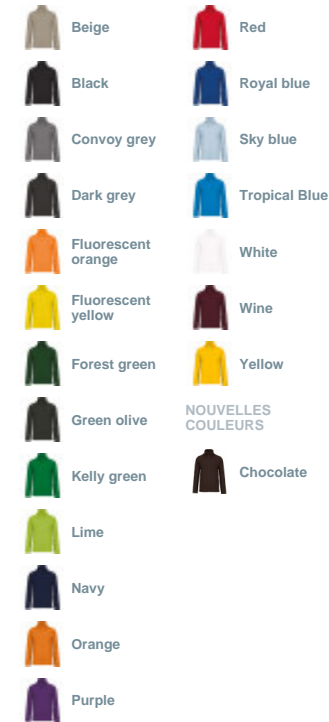 Beige
Black
Convoy grey
Dark grey
Fluorescent
orange
Fluorescent
yellow
Forest green
Green olive
Kelly green
Lime
Navy
Orange
Purple
Red
Royal blue
Sky blue
Tropical Blue
White
Wine
Yellow
NOUVELLES
COULEURS
Chocolate